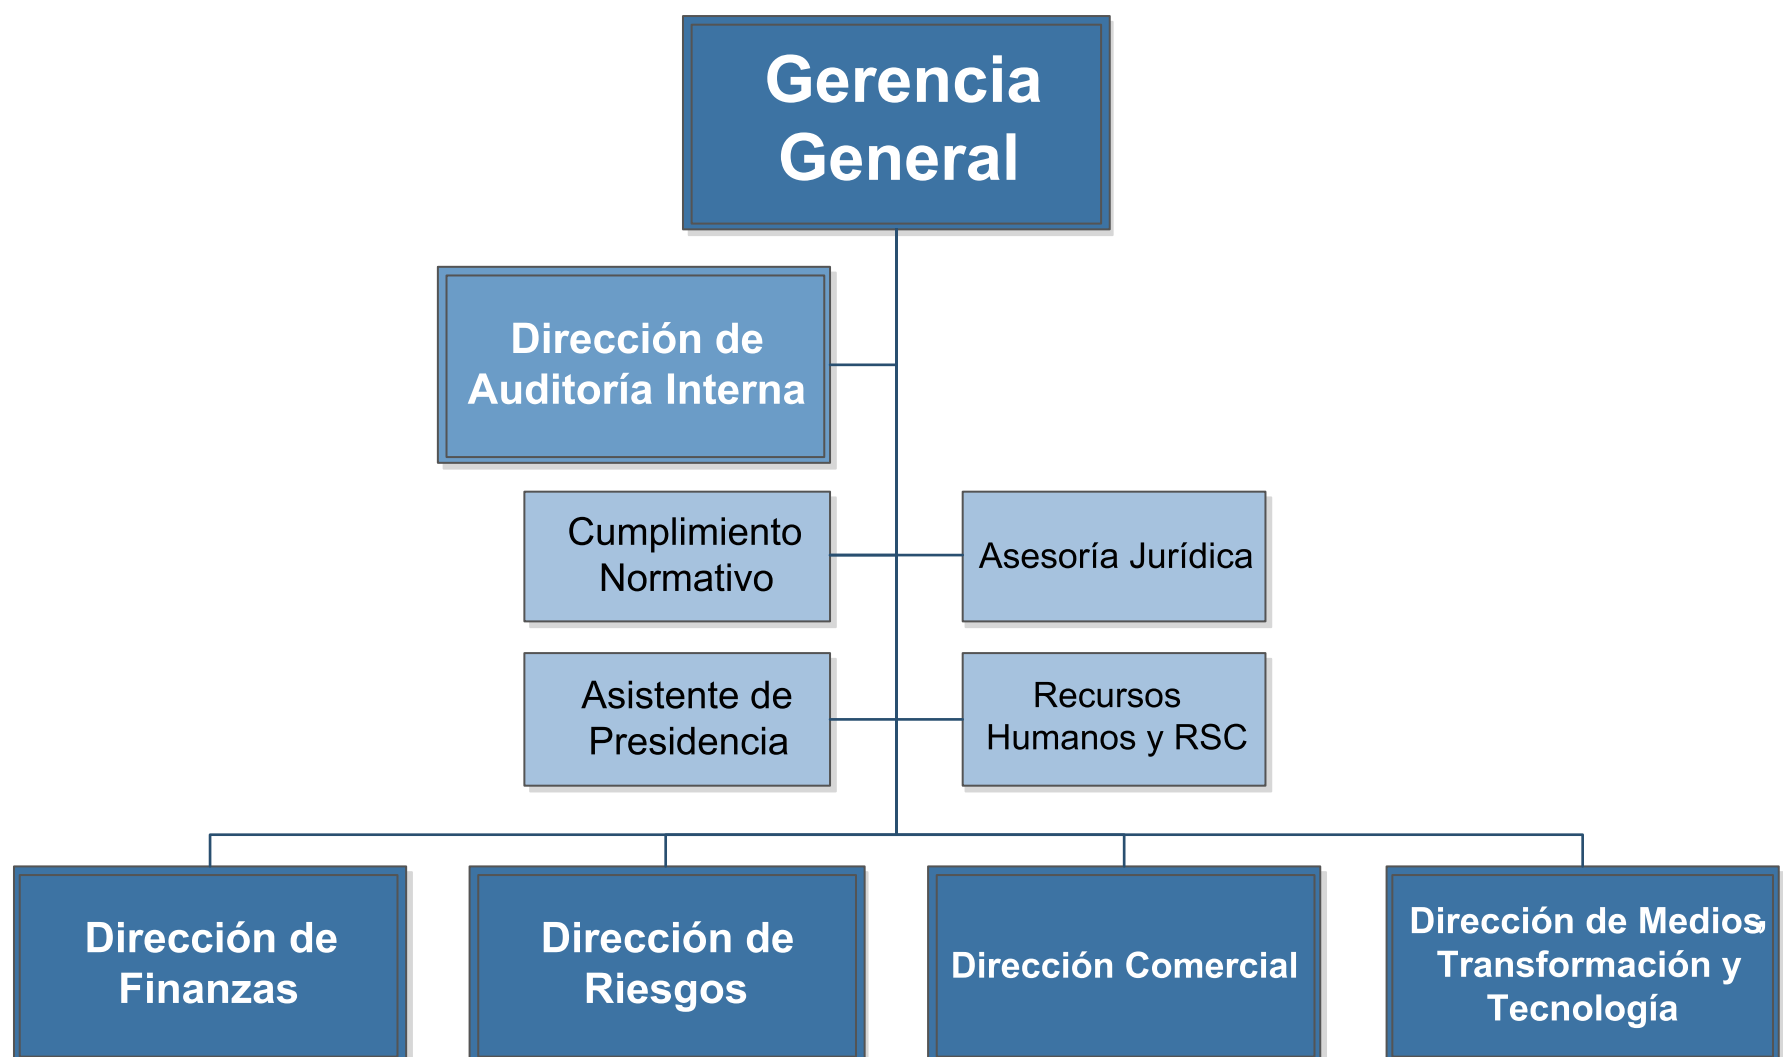 Gerencia
General
Dirección de
Auditoría Interna
Cumplimiento
Normativo
Asesoría Jurídica
Asistente de
Presidencia
Recursos
Humanos y RSC
Dirección de
Finanzas
Dirección de
Riesgos
Dirección Comercial
Dirección de Medios,
Transformación y
Tecnología